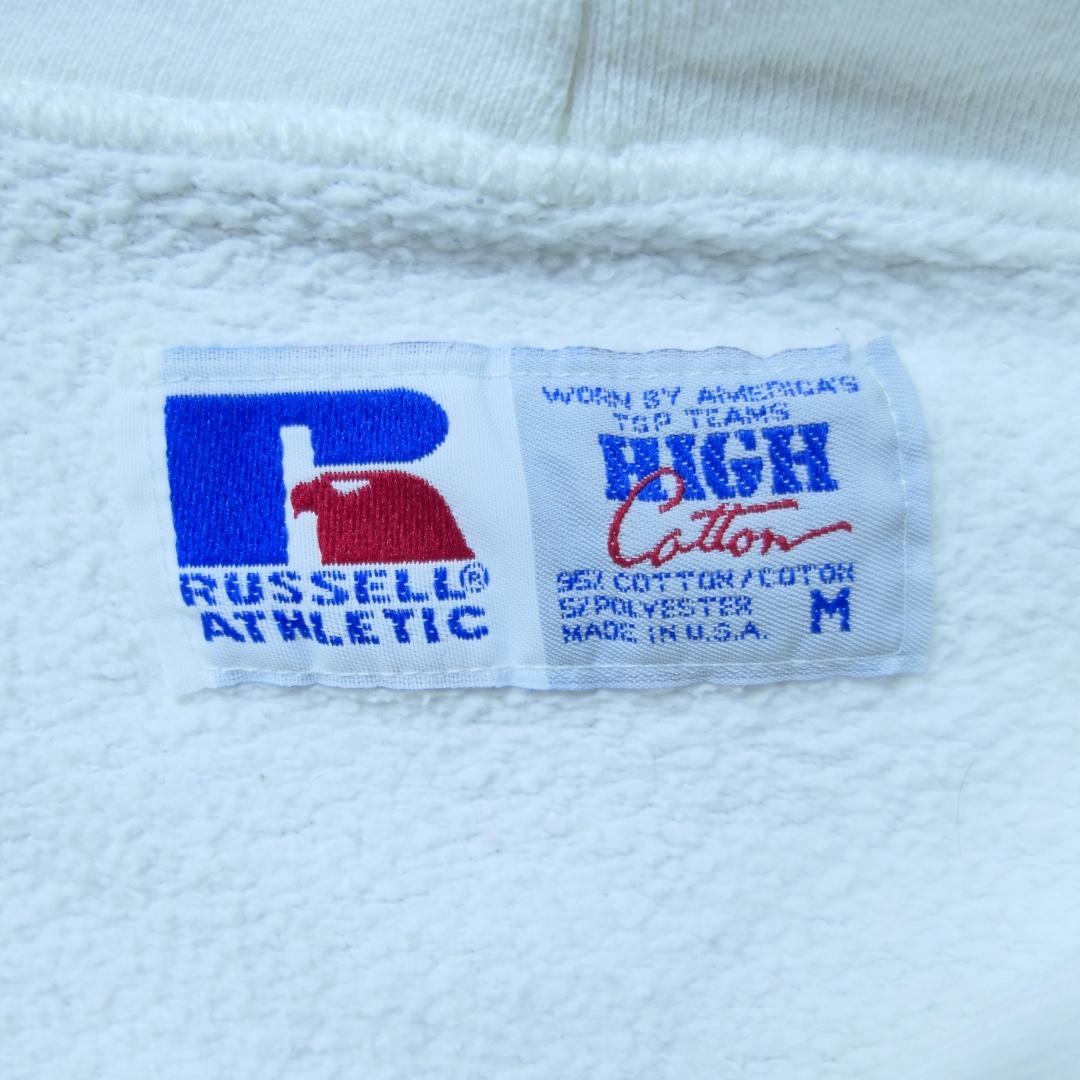 RUSSELL®
ATHLETIC
WORN BY AMERICA'S
TOP TEAMS
HIGH
Cotton
95% COTTON/COTON
5% POLYESTER
MADE IN U.S.A.
M